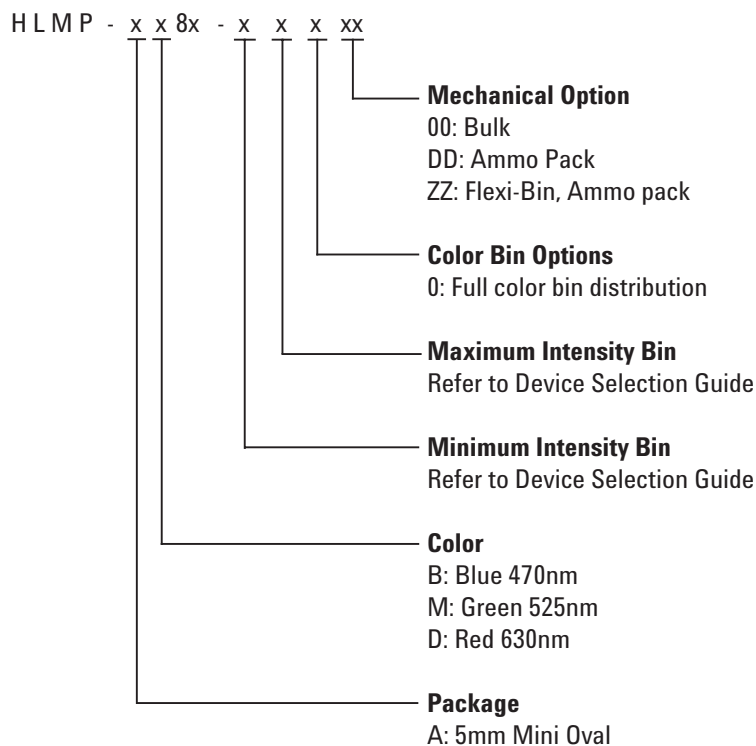 HLMP - x x 8x - x x x xx
Mechanical Option
00: Bulk
DD: Ammo Pack
ZZ: Flexi-Bin, Ammo pack
Color Bin Options
0: Full color bin distribution
Maximum Intensity Bin
Refer to Device Selection Guide
Minimum Intensity Bin
Refer to Device Selection Guide
Color
B: Blue 470nm
M: Green 525nm
D: Red 630nm
Package
A: 5mm Mini Oval